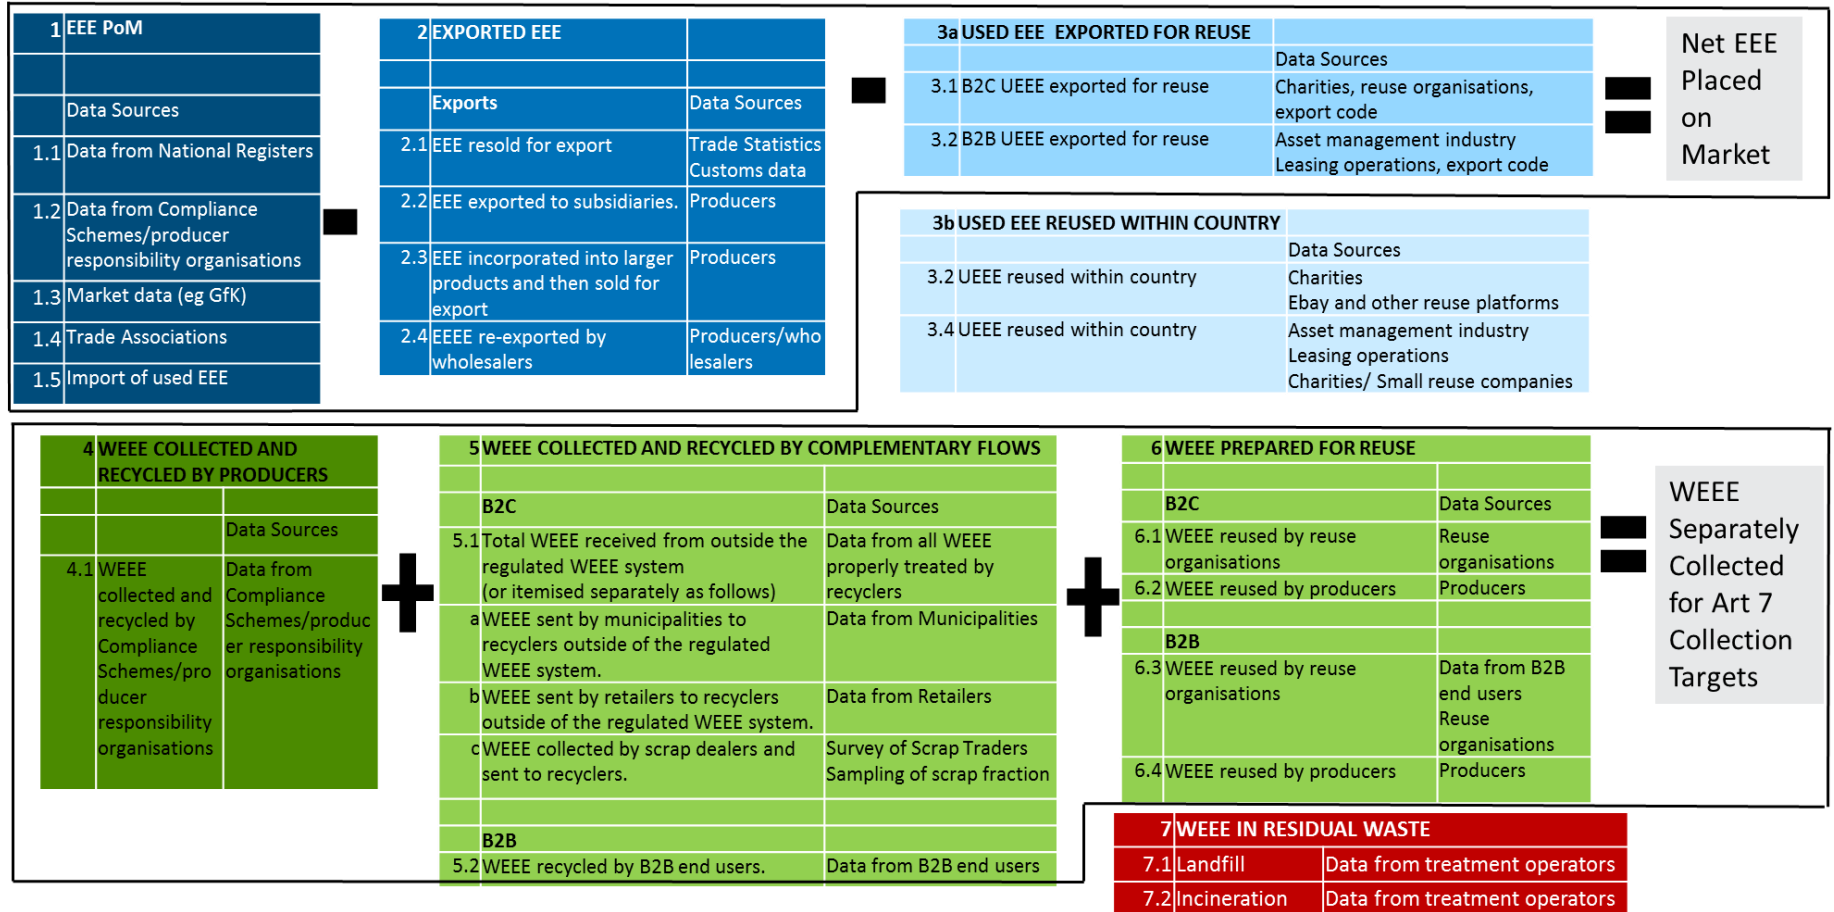 1 EEE PoM
Data Sources
1.1 Data from National Registers
1.2 Data from Compliance
Schemes/producer
responsibility organisations
1.3 Market data (eg GfK)
1.4 Trade Associations
1.5 Import of used EEE
2 EXPORTED EEE
Exports Data Sources
2.1 EEE resold for export Trade Statistics
Customs data
2.2 EEE exported to subsidiaries. Producers
2.3 EEE incorporated into larger Producers
products and then sold for
export
2.4 EEEE re-exported by Producers/who
wholesalers lesalers
3a USED EEE EXPORTED FOR REUSE
Data Sources
3.1 B2C UEEE exported for reuse Charities, reuse organisations,
export code
3.2 B2B UEEE exported for reuse Asset management industry
Leasing operations, export code
Net EEE
Placed
on
Market
3b USED EEE REUSED WITHIN COUNTRY
Data Sources
3.2 UEEE reused within country Charities
Ebay and other reuse platforms
3.4 UEEE reused within country Asset management industry
Leasing operations
Charities/ Small reuse companies
4 WEEE COLLECTED AND
RECYCLED BY PRODUCERS
Data Sources
4.1 WEEE Data from
collected and Compliance
recycled by Schemes/produc
Compliance er responsibility
Schemes/pro organisations
ducer
responsibility
organisations
5 WEEE COLLECTED AND RECYCLED BY COMPLEMENTARY FLOWS
B2C Data Sources
5.1 Total WEEE received from outside the Data from all WEEE
regulated WEEE system properly treated by
(or itemised separately as follows) recyclers
a WEEE sent by municipalities to Data from Municipalities
recyclers outside of the regulated
WEEE system.
b WEEE sent by retailers to recyclers Data from Retailers
outside of the regulated WEEE system.
c WEEE collected by scrap dealers and Survey of Scrap Traders
sent to recyclers. Sampling of scrap fraction
B2B
5.2 WEEE recycled by B2B end users. Data from B2B end users
6 WEEE PREPARED FOR REUSE
B2C Data Sources
6.1 WEEE reused by reuse Reuse
organisations organisations
6.2 WEEE reused by producers Producers
B2B
6.3 WEEE reused by reuse Data from B2B
organisations end users
Reuse
organisations
6.4 WEEE reused by producers Producers
WEEE
Separately
Collected
for Art 7
Collection
Targets
7 WEEE IN RESIDUAL WASTE
7.1 Landfill Data from treatment operators
7.2 Incineration Data from treatment operators